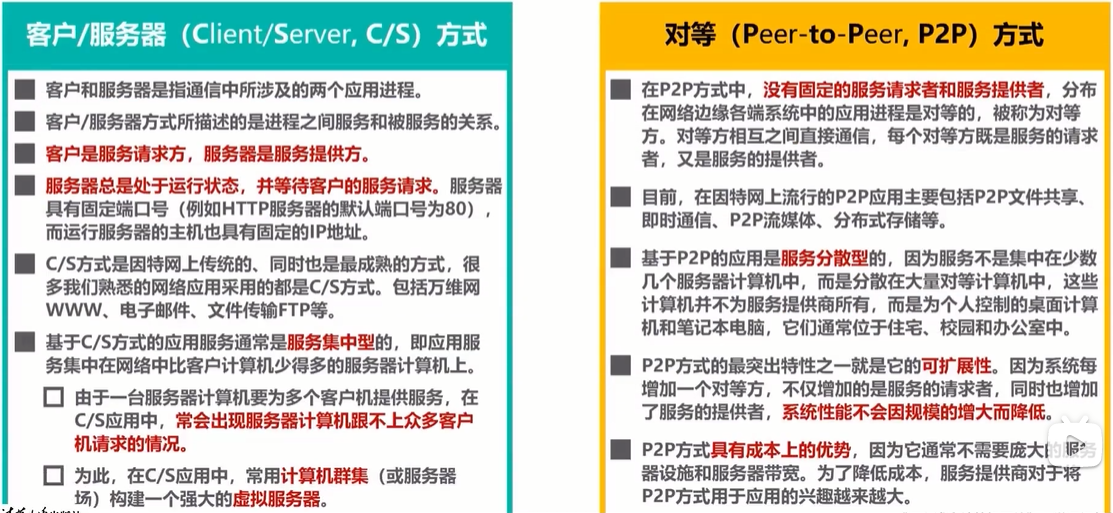 客户/服务器（Client/Server, C/S）方式
客户和服务器是指通信中所涉及的两个应用进程。
客户/服务器方式所描述的是进程之间服务和被服务的关系。
客户是服务请求方，服务器是服务提供方。
服务器总是处于运行状态，并等待客户的服务请求。服务器
具有固定端口号（例如HTTP服务器的默认端口号为80），
而运行服务器的主机也具有固定的IP地址。
C/S方式是因特网上传统的、同时也是最成熟的方式，很
多我们熟悉的网络应用采用的都是C/S方式。包括万维网
WWW、电子邮件、文件传输FTP等。
基于C/S方式的应用服务通常是服务集中型的，即应用服
务集中在网络中比客户计算机少得多的服务器计算机上。
由于一台服务器计算机要为多个客户机提供服务，在
C/S应用中，常会出现服务器计算机跟不上众多客户
机请求的情况。
为此，在C/S应用中，常用计算机群集（或服务器
场）构建一个强大的虚拟服务器。
对等（Peer-to-Peer, P2P）方式
在P2P方式中，没有固定的服务请求者和服务提供者，分布
在网络边缘各端系统中的应用进程是对等的，被称为对等
方。对等方相互之间直接通信，每个对等方既是服务的请求
者，又是服务的提供者。
目前，在因特网上流行的P2P应用主要包括P2P文件共享、
即时通信、P2P流媒体、分布式存储等。
基于P2P的应用是服务分散型的，因为服务不是集中在少数
几个服务器计算机中，而是分散在大量对等计算机中，这些
计算机并不为服务提供商所有，而是为个人控制的桌面计算
机和笔记本电脑，它们通常位于住宅、校园和办公室中。
P2P方式的最突出特性之一就是它的可扩展性。因为系统每
增加一个对等方，不仅增加的是服务的请求者，同时也增加
了服务的提供者，系统性能不会因规模的增大而降低。
P2P方式具有成本上的优势，因为它通常不需要庞大的服务
器设施和服务器带宽。为了降低成本，服务提供商对于将
P2P方式用于应用的兴趣越来越大。